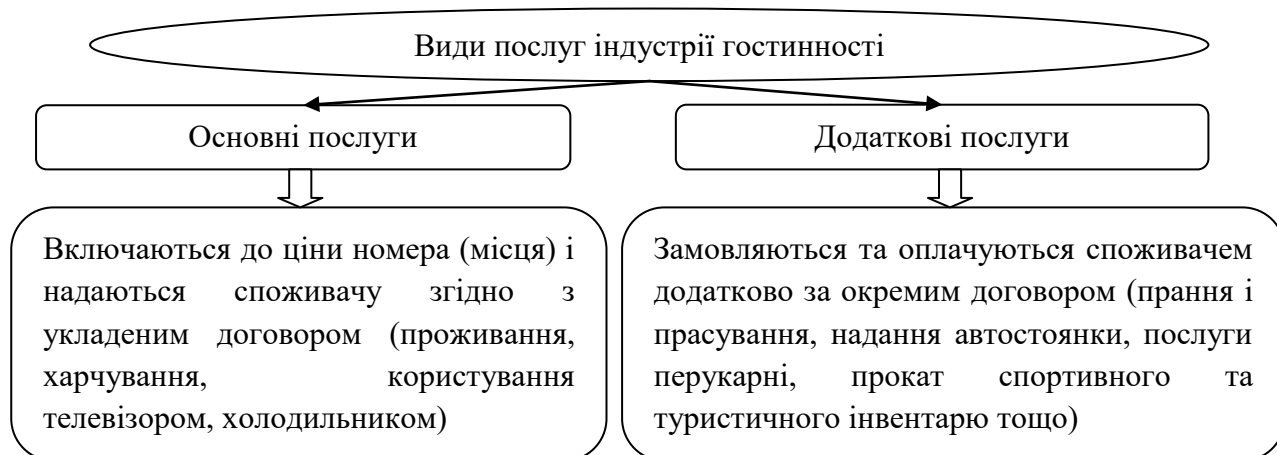 Види послуг індустрії гостинності
Основні послуги
Додаткові послуги
Включаються до ціни номера (місця) і
надаються споживачу згідно з
укладеним договором (проживання,
харчування, користування
телевізором, холодильником)
Замовляються та оплачуються споживачем
додатково за окремим договором (прання і
прасування, надання автостоянки, послуги
перукарні, прокат спортивного та
туристичного інвентарю тощо)